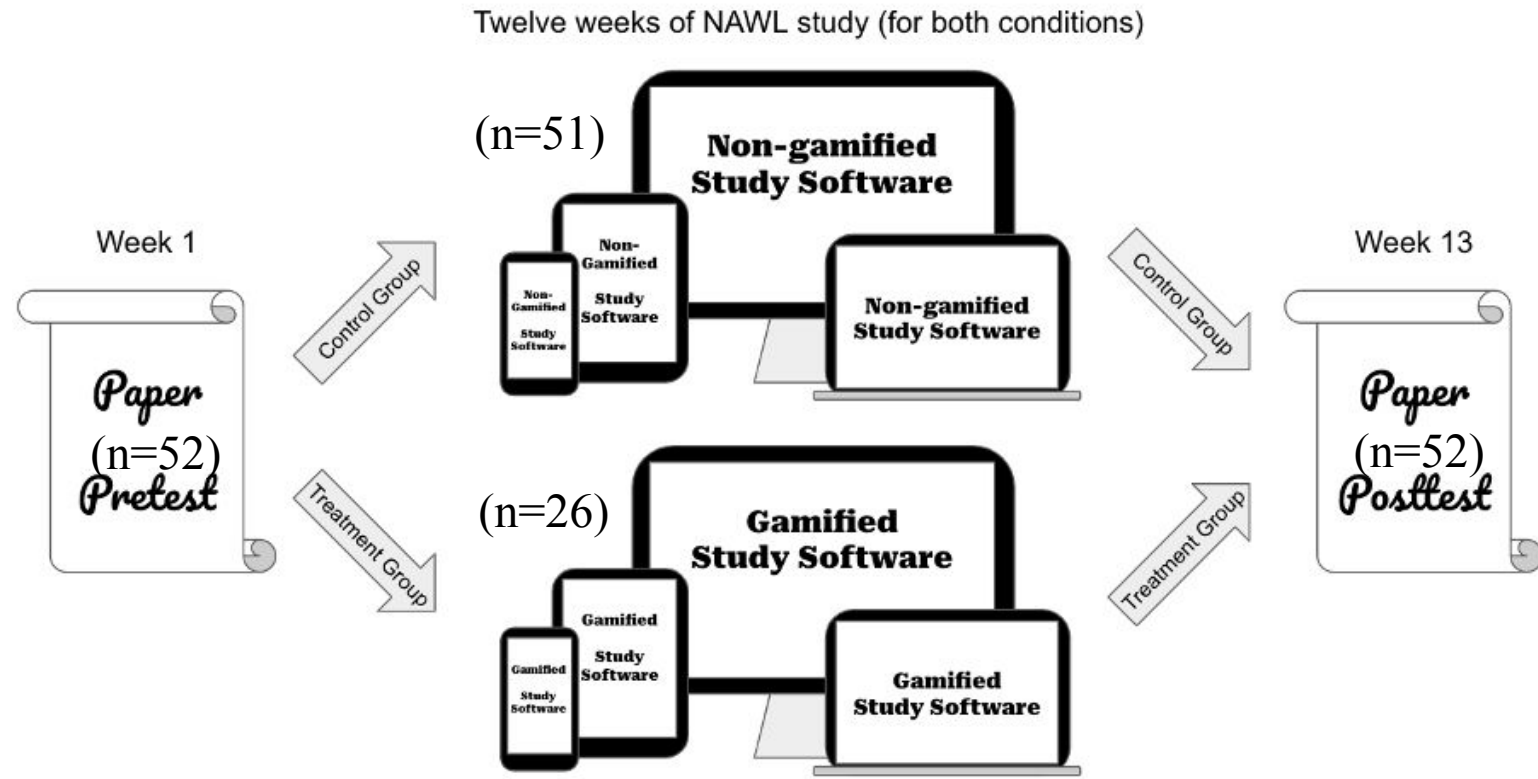 Twelve weeks of NAWL study (for both conditions)
(n=51)
Non-gamified
Study Software
Non-
Gamified
Study
Software
Non-
Gamified
Study
Software
Non-gamified
Study Software
Week 1
Paper
(n=52)
Pretest
Control Group
Treatment Group
(n=26)
Gamified
Study Software
Gamified
Study
Software
Gamified
Study
Software
Gamified
Study Software
Control Group
Treatment Group
Week 13
Paper
(n=52)
Posttest